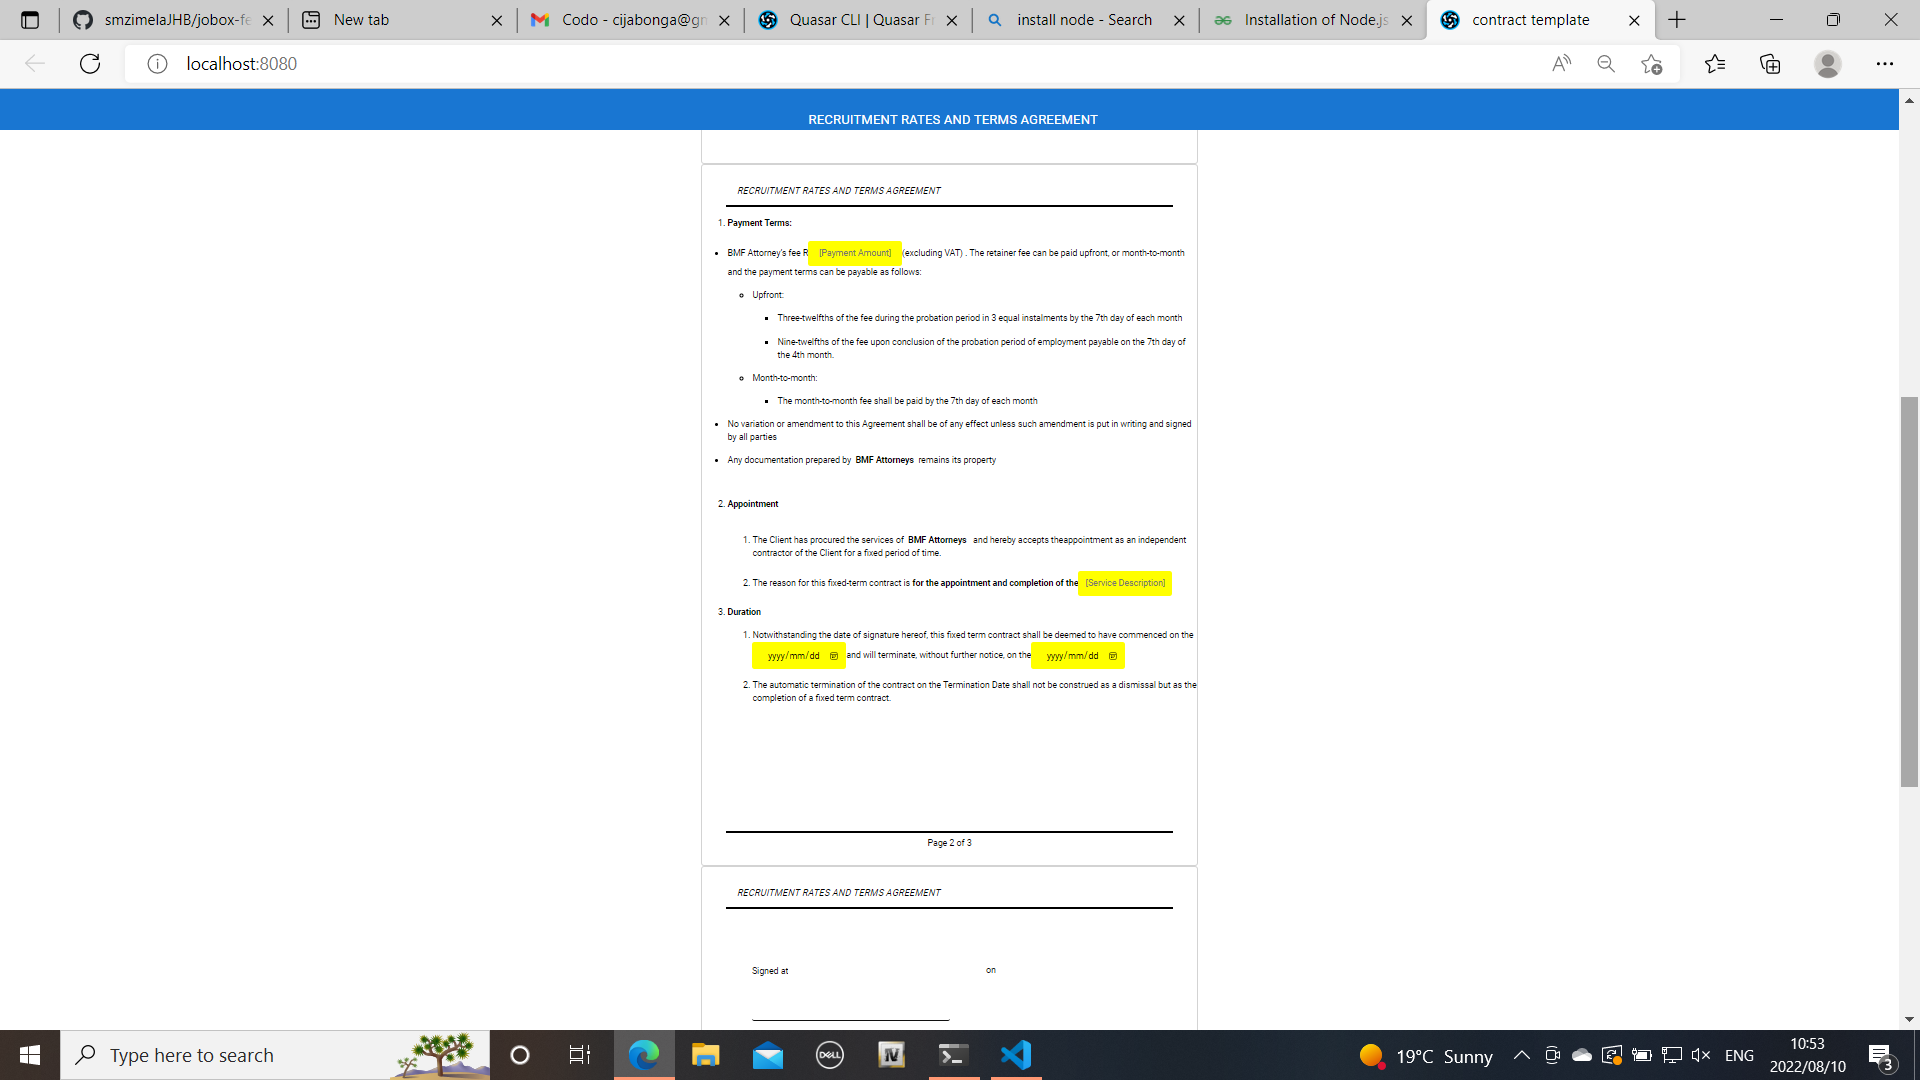 smzimelaJHB/jobox-fe
New tab
Codo - cijabonga@gm
Quasar CLI | Quasar Fr
install node - Search
Installation of Node.js
contract template
localhost:8080
RECRUITMENT RATES AND TERMS AGREEMENT
RECRUITMENT RATES AND TERMS AGREEMENT
1. Payment Terms:
• BMF Attorney's fee R [Payment Amount] (excluding VAT) . The retainer fee can be paid upfront, or month-to-month
and the payment terms can be payable as follows:
Upfront:
Three-twelfths of the fee during the probation period in 3 equal instalments by the 7th day of each month
Nine-twelfths of the fee upon conclusion of the probation period of employment payable on the 7th day of
the 4th month.
Month-to-month:
The month-to-month fee shall be paid by the 7th day of each month
• No variation or amendment to this Agreement shall be of any effect unless such amendment is put in writing and signed
by all parties
• Any documentation prepared by BMF Attorneys remains its property
2. Appointment
1. The Client has procured the services of BMF Attorneys and hereby accepts theappointment as an independent
contractor of the Client for a fixed period of time.
2. The reason for this fixed-term contract is for the appointment and completion of the [Service Description]
3. Duration
1. Notwithstanding the date of signature hereof, this fixed term contract shall be deemed to have commenced on the
yyyy/mm/dd and will terminate, without further notice, on the yyyy/mm/dd
2. The automatic termination of the contract on the Termination Date shall not be construed as a dismissal but as the
completion of a fixed term contract.
Page 2 of 3
RECRUITMENT RATES AND TERMS AGREEMENT
Signed at on
Type here to search
DELL
19°C Sunny
ENG
10:53
2022/08/10
3